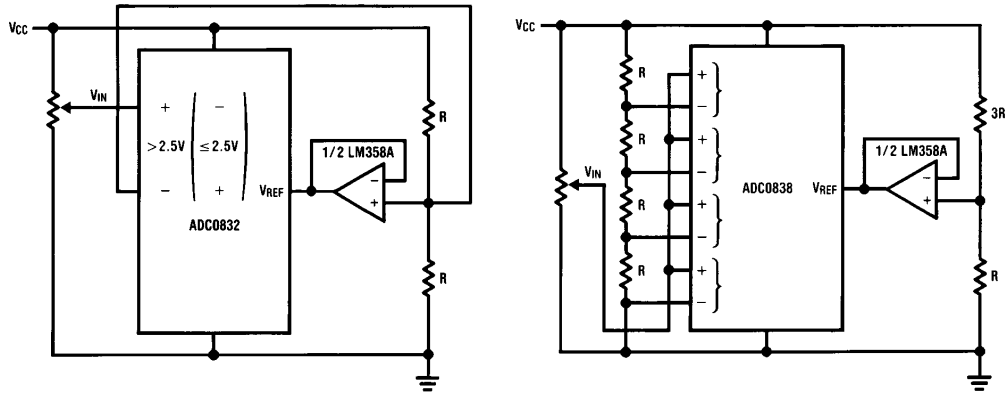 VCC
R
VIN
+ −
>2.5V ≤2.5V
1/2 LM358A
−
VREF
− +
+
ADC0832
R
VCC
+
R
−
3R
+
R
1/2 LM358A
−
VIN
ADC0838
VREF
−
+
+
R
−
+
R
R
−